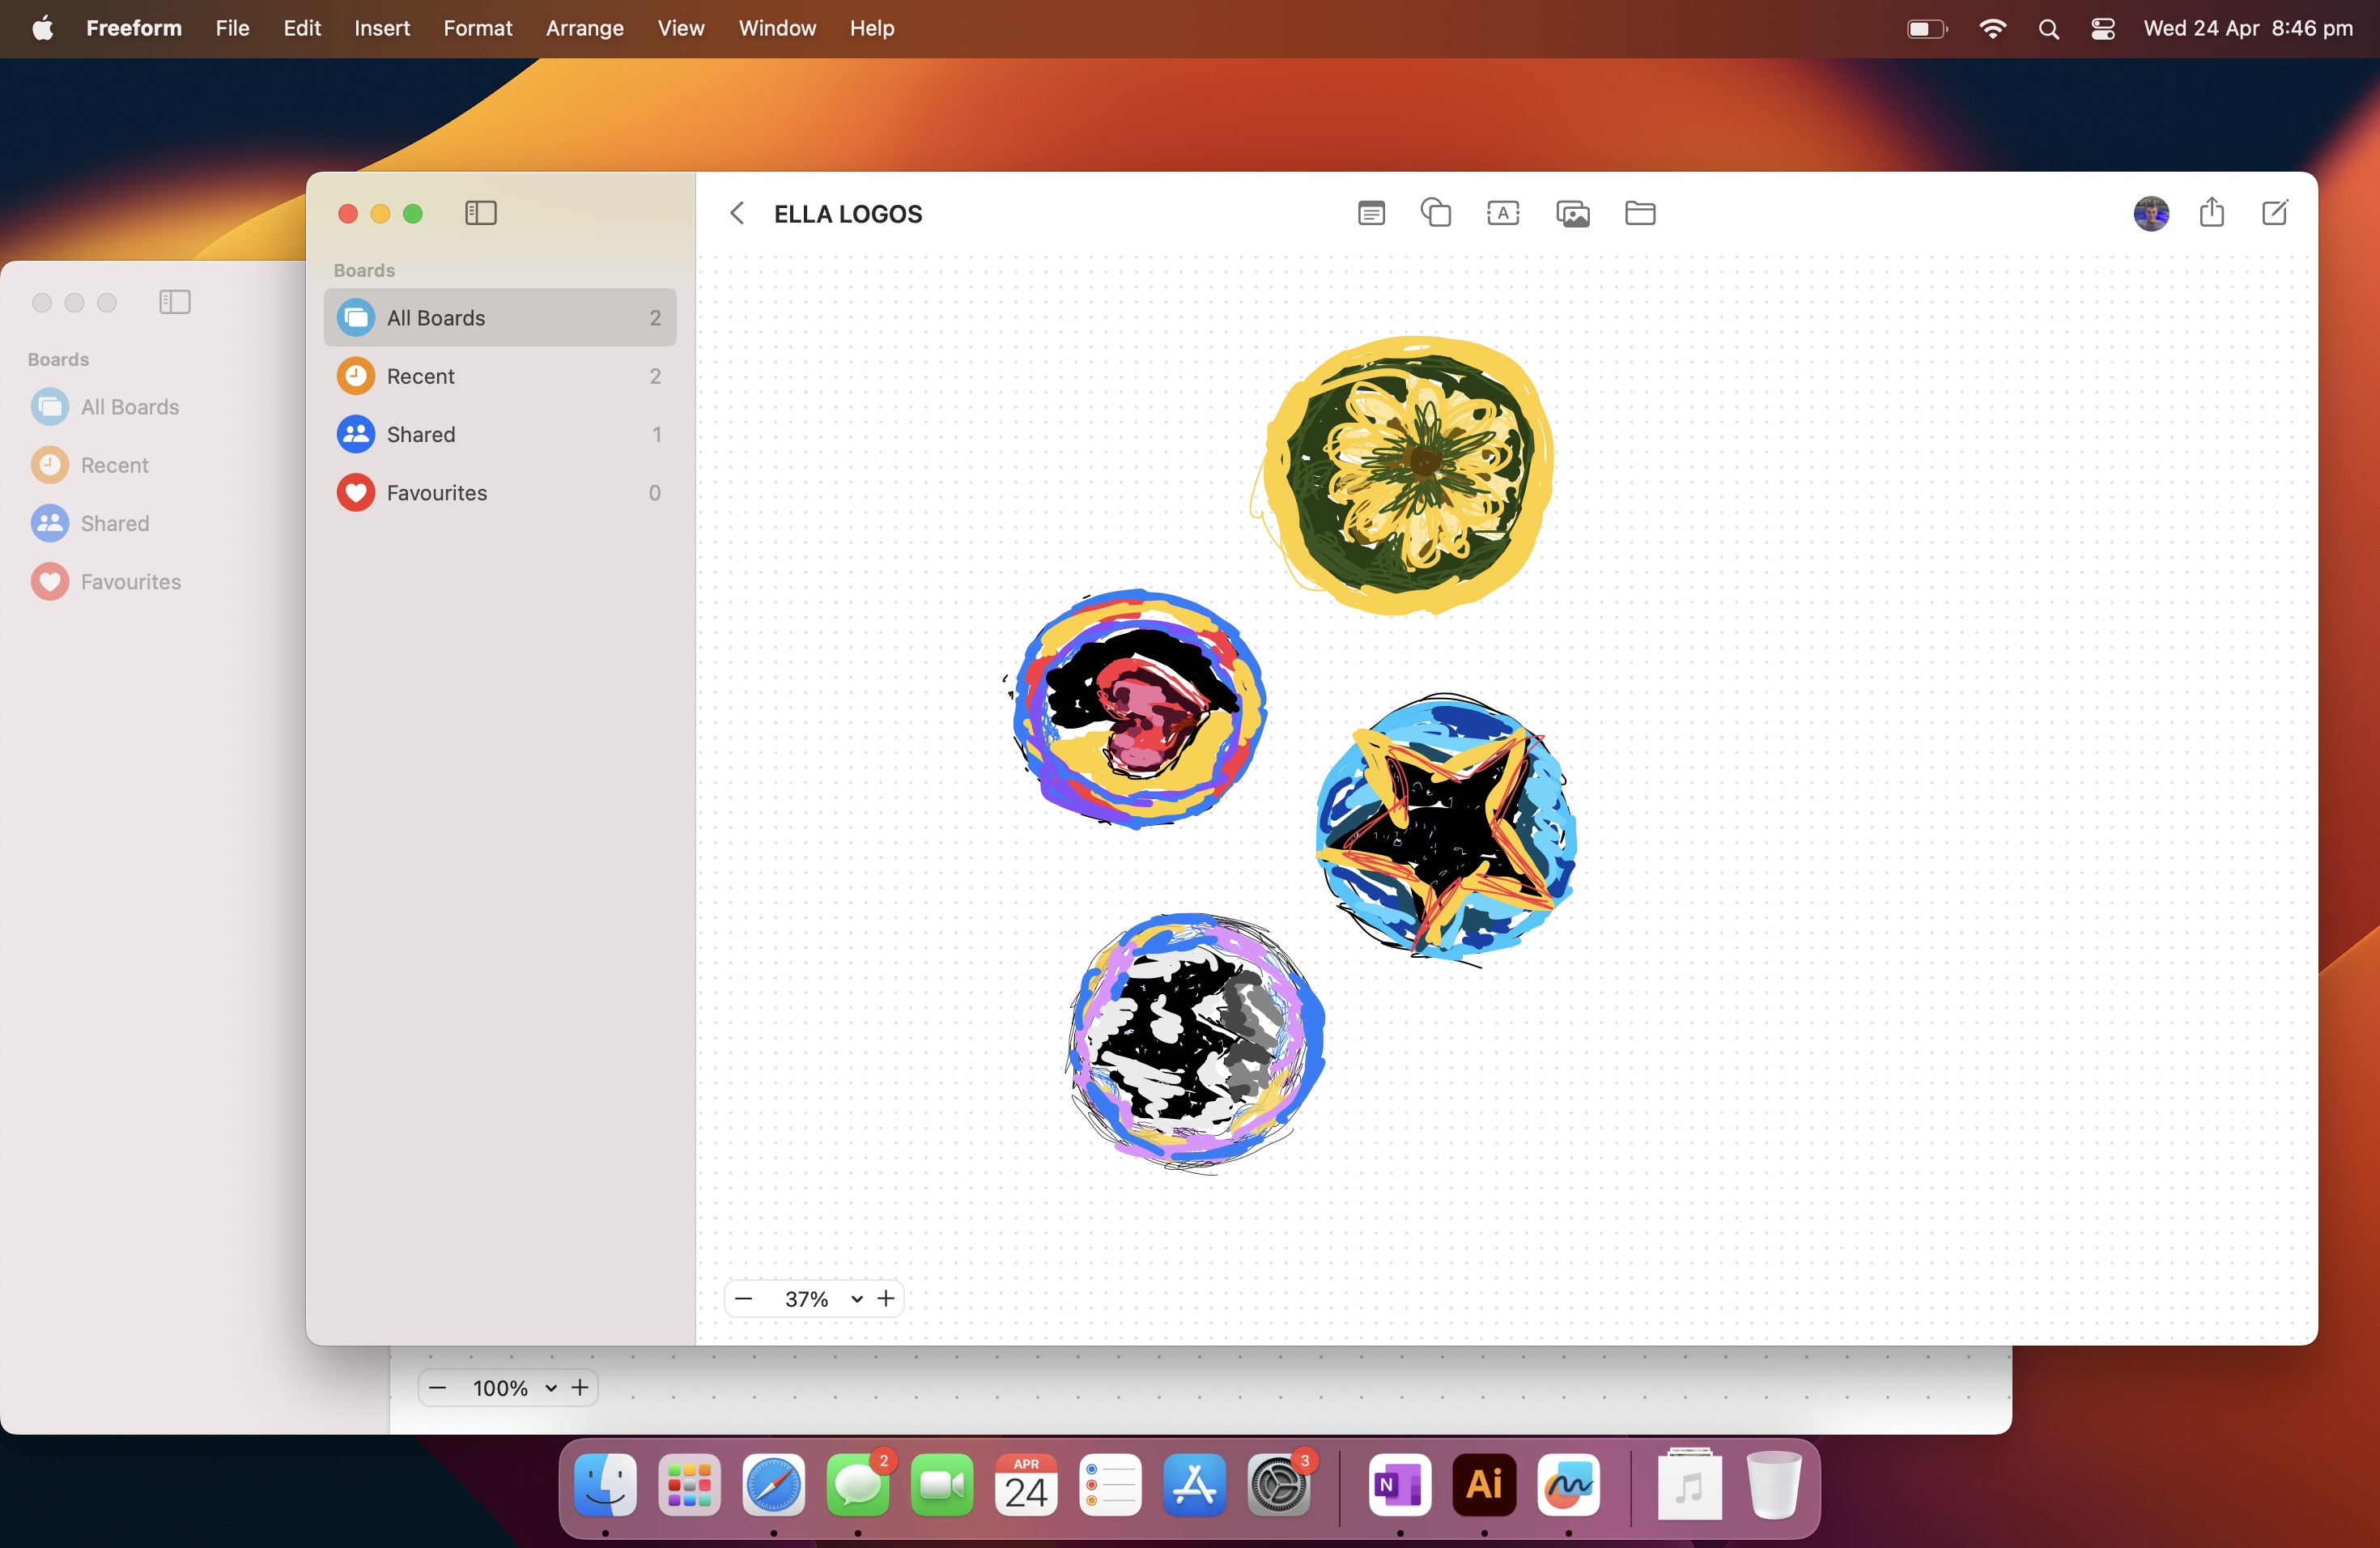 Freeform File Edit Insert Format Arrange View Window Help Wed 24 Apr 8:46 pm
ELLA LOGOS
A
Boards
All Boards 2
Recent 2
Shared 1
Favourites 0
Boards
All Boards
Recent
Shared
Favourites
37%
100%
2
APR
24
3
N
Ai